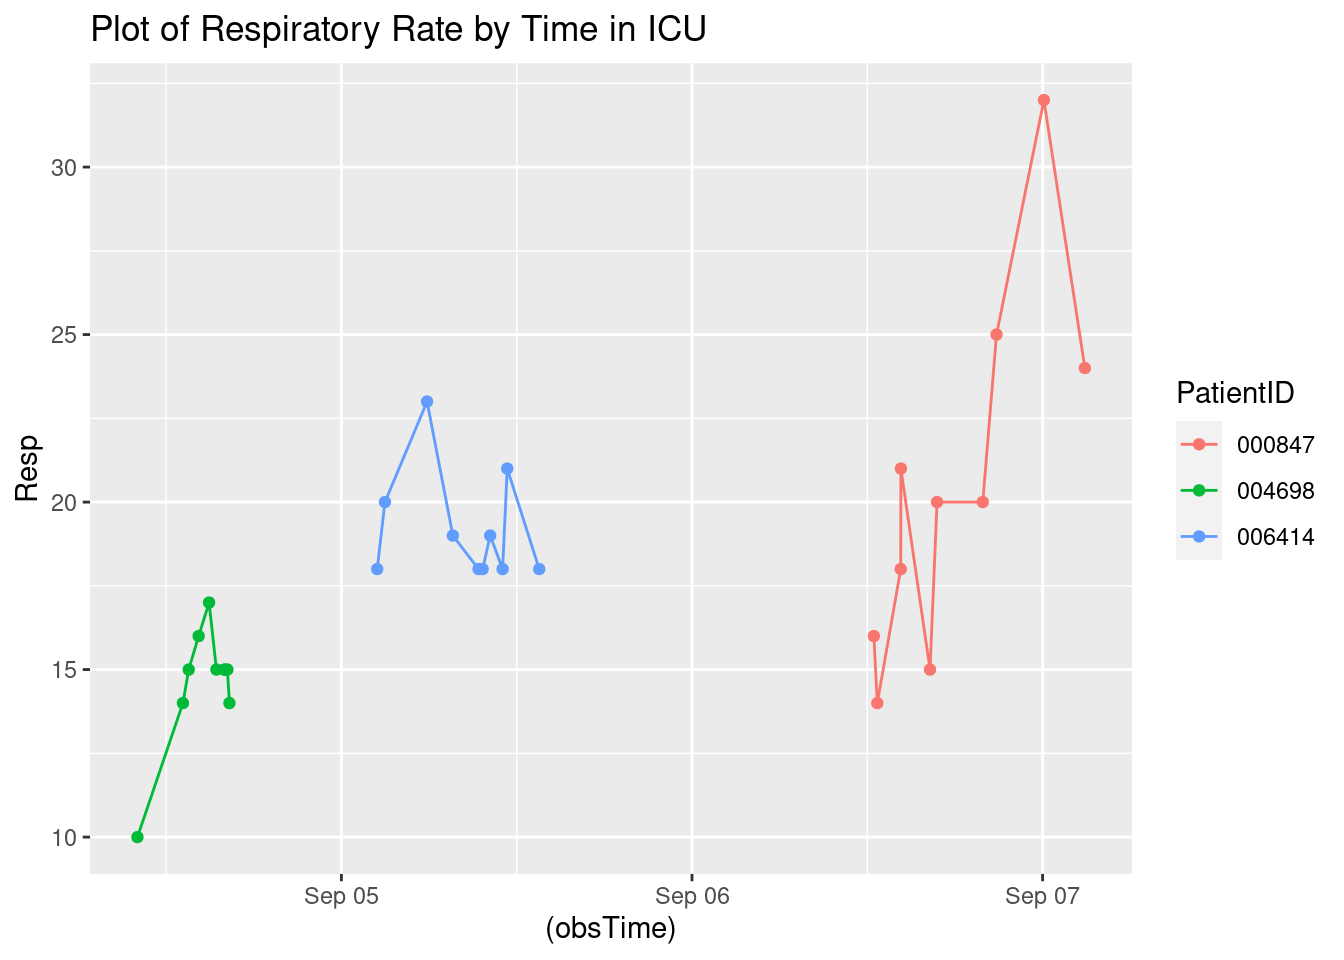 Plot of Respiratory Rate by Time in ICU
Resp
30
25
20
15
10
Sep 05
Sep 06
Sep 07
(obsTime)
PatientID
000847
004698
006414